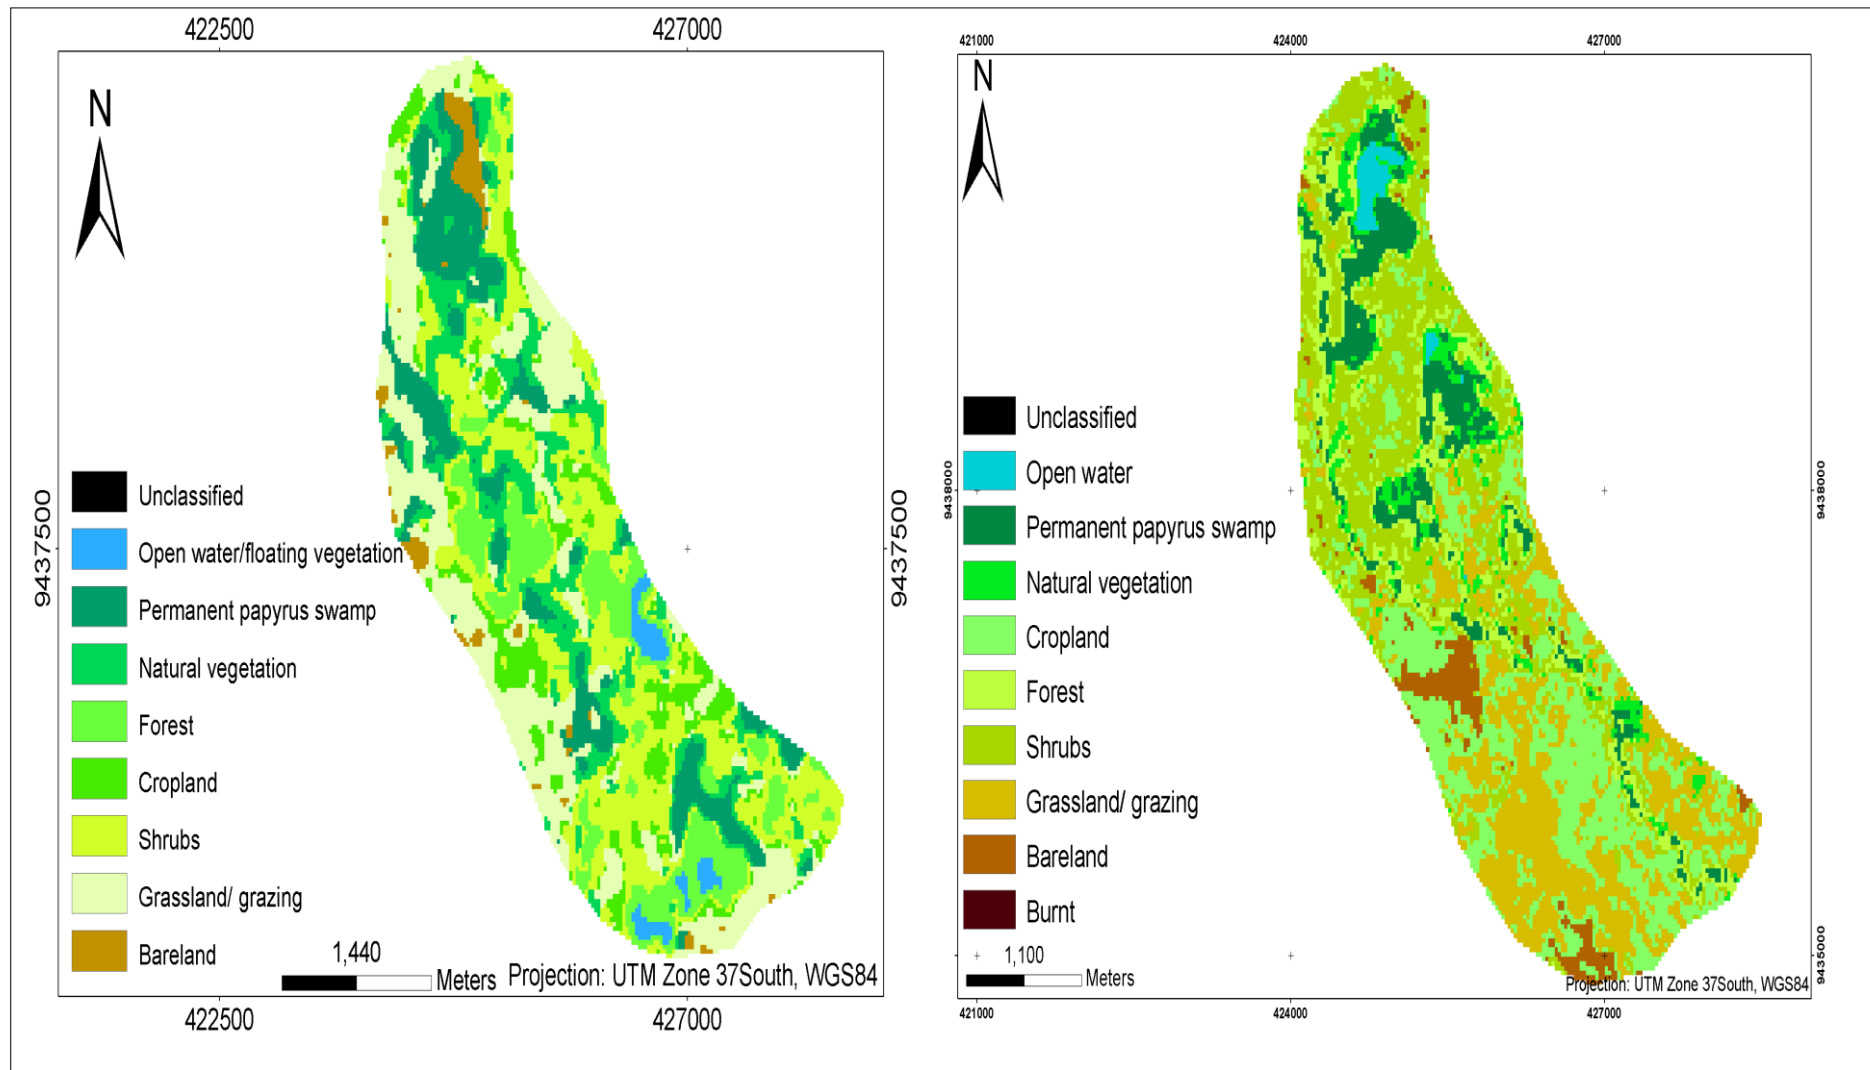 422500
427000
N
9437500
9437500
Unclassified
Open water/floating vegetation
Permanent papyrus swamp
Natural vegetation
Forest
Cropland
Shrubs
Grassland/ grazing
Bareland
1,440
Meters
Projection: UTM Zone 37South, WGS84
422500
427000
421000
424000
427000
N
9438000
9438000
Unclassified
Open water
Permanent papyrus swamp
Natural vegetation
Cropland
Forest
Shrubs
Grassland/ grazing
Bareland
Burnt
1,100
Meters
9435000
Projection: UTM Zone 37South, WGS84
421000
424000
427000